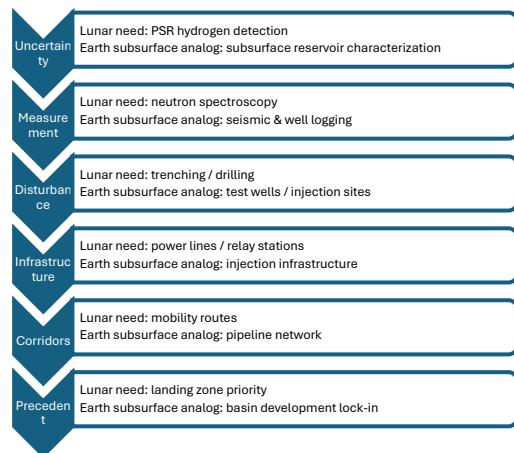 Uncertain
ty
Lunar need: PSR hydrogen detection
Earth subsurface analog: subsurface reservoir characterization
Measure
ment
Lunar need: neutron spectroscopy
Earth subsurface analog: seismic & well logging
Disturban
ce
Lunar need: trenching / drilling
Earth subsurface analog: test wells / injection sites
Infrastruc
ture
Lunar need: power lines / relay stations
Earth subsurface analog: injection infrastructure
Corridors
Lunar need: mobility routes
Earth subsurface analog: pipeline network
Preceden
t
Lunar need: landing zone priority
Earth subsurface analog: basin development lock-in